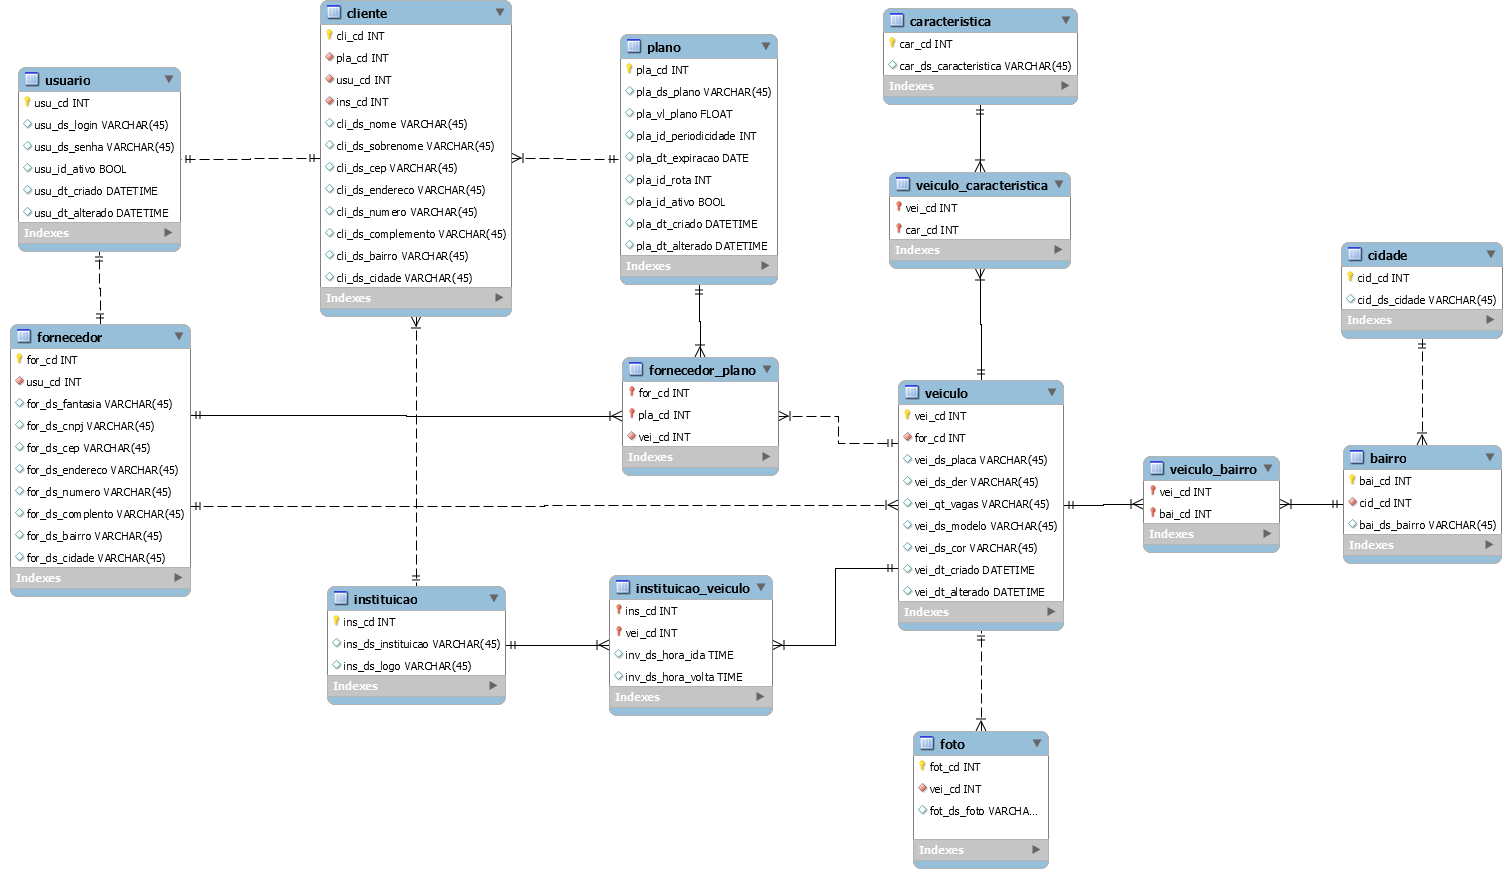 cliente
cli_cd INT
pla_cd INT
usu_cd INT
ins_cd INT
cli_ds_nome VARCHAR(45)
cli_ds_sobrenome VARCHAR(45)
cli_ds_cep VARCHAR(45)
cli_ds_endereco VARCHAR(45)
cli_ds_numero VARCHAR(45)
cli_ds_complemento VARCHAR(45)
cli_ds_bairro VARCHAR(45)
cli_ds_cidade VARCHAR(45)
Indexes
caracteristica
car_cd INT
car_ds_caracteristica VARCHAR(45)
Indexes
plano
pla_cd INT
pla_ds_plano VARCHAR(45)
pla_vl_plano FLOAT
pla_id_periodicidade INT
pla_dt_expiracao DATE
pla_id_rota INT
pla_id_ativo BOOL
pla_dt_criado DATETIME
pla_dt_alterado DATETIME
Indexes
usuario
usu_cd INT
usu_ds_login VARCHAR(45)
usu_ds_senha VARCHAR(45)
usu_id_ativo BOOL
usu_dt_criado DATETIME
usu_dt_alterado DATETIME
Indexes
veiculo_caracteristica
vei_cd INT
car_cd INT
Indexes
cidade
cid_cd INT
cid_ds_cidade VARCHAR(45)
Indexes
fornecedor
for_cd INT
usu_cd INT
for_ds_fantasia VARCHAR(45)
for_ds_cnpj VARCHAR(45)
for_ds_cep VARCHAR(45)
for_ds_endereco VARCHAR(45)
for_ds_numero VARCHAR(45)
for_ds_complento VARCHAR(45)
for_ds_bairro VARCHAR(45)
for_ds_cidade VARCHAR(45)
Indexes
fornecedor_plano
for_cd INT
pla_cd INT
vei_cd INT
Indexes
veiculo
vei_cd INT
for_cd INT
vei_ds_placa VARCHAR(45)
vei_ds_der VARCHAR(45)
vei_qt_vagas VARCHAR(45)
vei_ds_modelo VARCHAR(45)
vei_ds_cor VARCHAR(45)
vei_dt_criado DATETIME
vei_dt_alterado DATETIME
Indexes
veiculo_bairro
vei_cd INT
bai_cd INT
Indexes
bairro
bai_cd INT
cid_cd INT
bai_ds_bairro VARCHAR(45)
Indexes
instituicao
ins_cd INT
ins_ds_instituicao VARCHAR(45)
ins_ds_logo VARCHAR(45)
Indexes
instituicao_veiculo
ins_cd INT
vei_cd INT
inv_ds_hora_ida TIME
inv_ds_hora_volta TIME
Indexes
foto
fot_cd INT
vei_cd INT
fot_ds_foto VARCHA...
Indexes